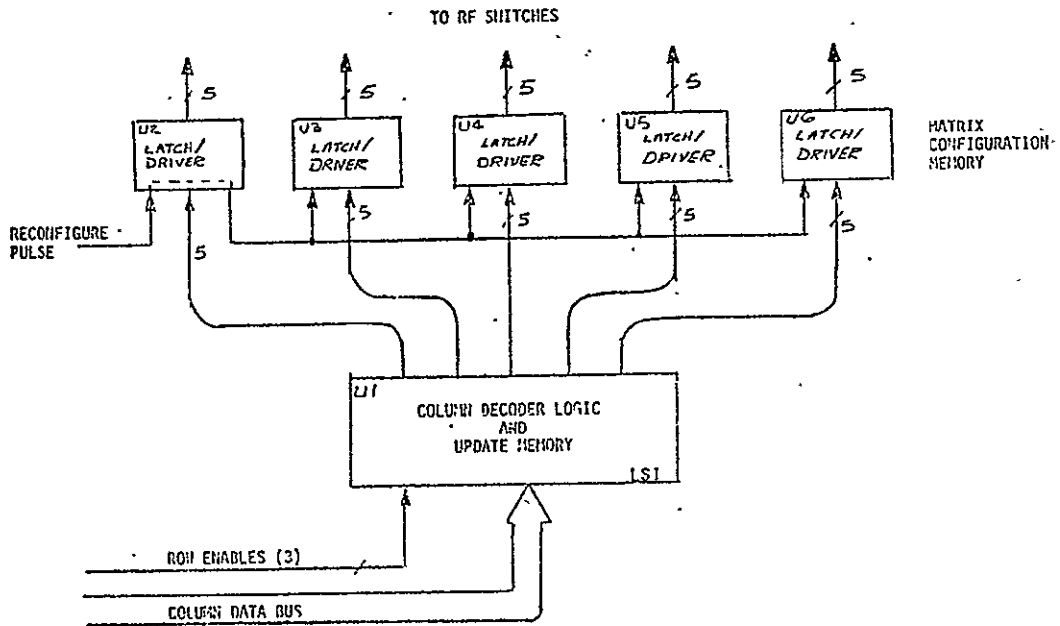 TO RF SWITCHES
5 5 5 5 5
U2 LATCH/ DRIVER
U3 LATCH/ DRIVER
U4 LATCH/ DRIVER
U5 LATCH/ DRIVER
U6 LATCH/ DRIVER
MATRIX
CONFIGURATION
MEMORY
RECONFIGURE
PULSE
5 5 5 5 5
U1
COLUMN DECODER LOGIC
AND
UPDATE MEMORY
LSI
ROW ENABLES (3)
COLUMN DATA BUS